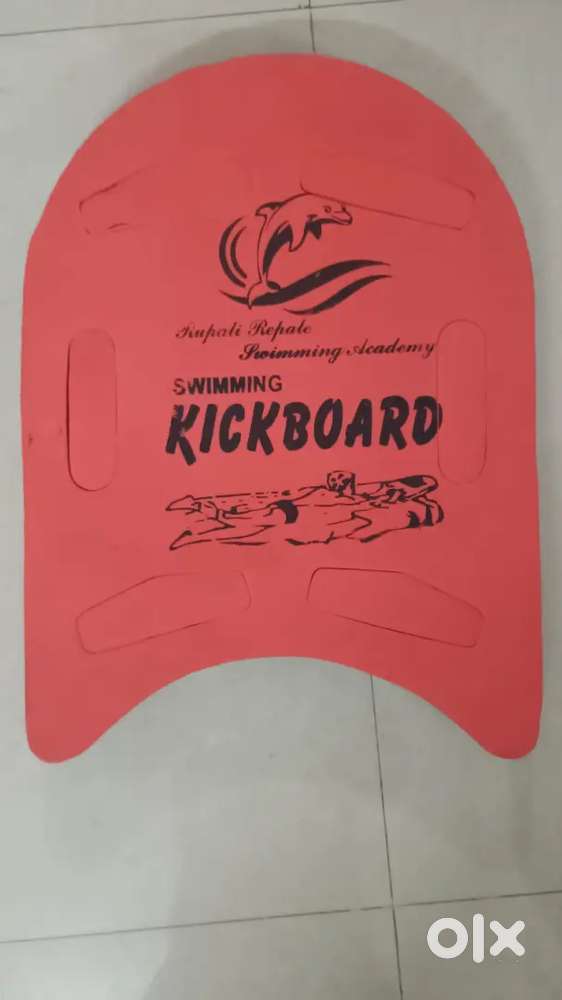 Rupali Repale
Swimming Academy
SWIMMING
KICKBOARD
olx